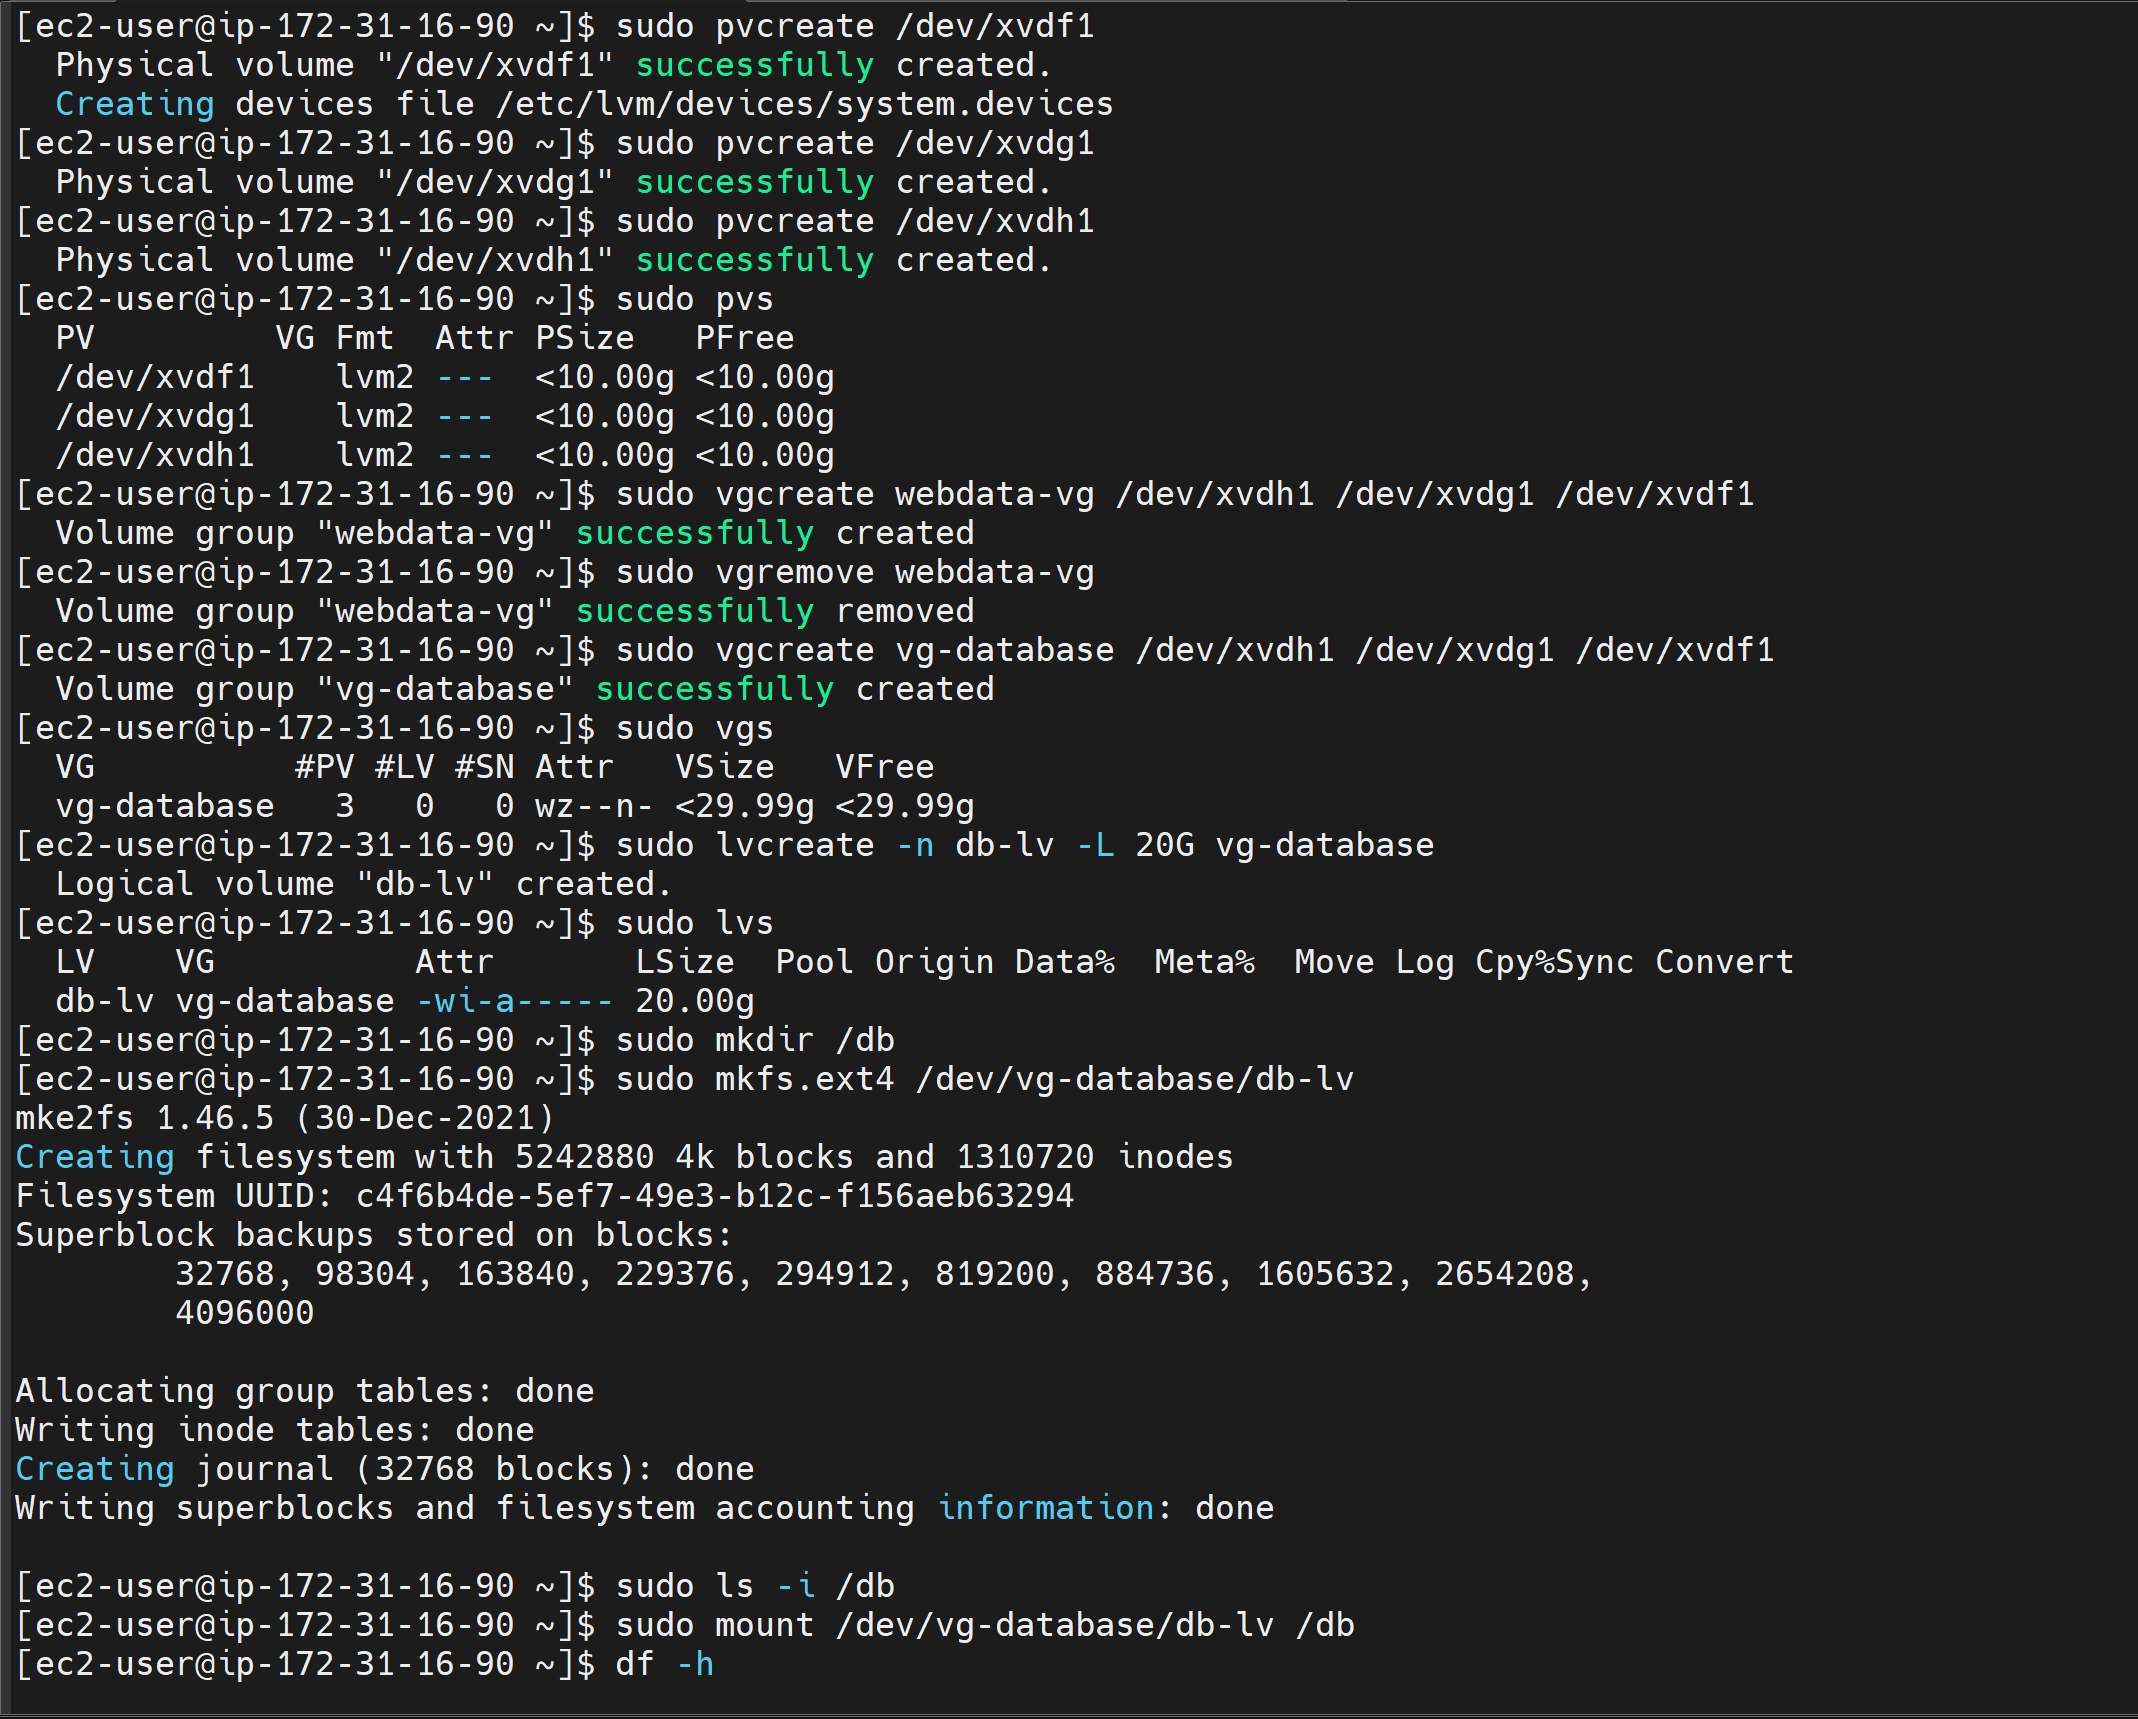 [ec2-user@ip-172-31-16-90 ~]$ sudo pvcreate /dev/xvdf1
  Physical volume "/dev/xvdf1" successfully created.
  Creating devices file /etc/lvm/devices/system.devices
[ec2-user@ip-172-31-16-90 ~]$ sudo pvcreate /dev/xvdg1
  Physical volume "/dev/xvdg1" successfully created.
[ec2-user@ip-172-31-16-90 ~]$ sudo pvcreate /dev/xvdh1
  Physical volume "/dev/xvdh1" successfully created.
[ec2-user@ip-172-31-16-90 ~]$ sudo pvs
  PV         VG Fmt  Attr PSize   PFree
  /dev/xvdf1    lvm2 ---  <10.00g <10.00g
  /dev/xvdg1    lvm2 ---  <10.00g <10.00g
  /dev/xvdh1    lvm2 ---  <10.00g <10.00g
[ec2-user@ip-172-31-16-90 ~]$ sudo vgcreate webdata-vg /dev/xvdh1 /dev/xvdg1 /dev/xvdf1
  Volume group "webdata-vg" successfully created
[ec2-user@ip-172-31-16-90 ~]$ sudo vgremove webdata-vg
  Volume group "webdata-vg" successfully removed
[ec2-user@ip-172-31-16-90 ~]$ sudo vgcreate vg-database /dev/xvdh1 /dev/xvdg1 /dev/xvdf1
  Volume group "vg-database" successfully created
[ec2-user@ip-172-31-16-90 ~]$ sudo vgs
  VG          #PV #LV #SN Attr   VSize   VFree
  vg-database   3   0   0 wz--n- <29.99g <29.99g
[ec2-user@ip-172-31-16-90 ~]$ sudo lvcreate -n db-lv -L 20G vg-database
  Logical volume "db-lv" created.
[ec2-user@ip-172-31-16-90 ~]$ sudo lvs
  LV    VG          Attr       LSize  Pool Origin Data%  Meta%  Move Log Cpy%Sync Convert
  db-lv vg-database -wi-a----- 20.00g
[ec2-user@ip-172-31-16-90 ~]$ sudo mkdir /db
[ec2-user@ip-172-31-16-90 ~]$ sudo mkfs.ext4 /dev/vg-database/db-lv
mke2fs 1.46.5 (30-Dec-2021)
Creating filesystem with 5242880 4k blocks and 1310720 inodes
Filesystem UUID: c4f6b4de-5ef7-49e3-b12c-f156aeb63294
Superblock backups stored on blocks:
        32768, 98304, 163840, 229376, 294912, 819200, 884736, 1605632, 2654208,
        4096000

Allocating group tables: done
Writing inode tables: done
Creating journal (32768 blocks): done
Writing superblocks and filesystem accounting information: done

[ec2-user@ip-172-31-16-90 ~]$ sudo ls -i /db
[ec2-user@ip-172-31-16-90 ~]$ sudo mount /dev/vg-database/db-lv /db
[ec2-user@ip-172-31-16-90 ~]$ df -h